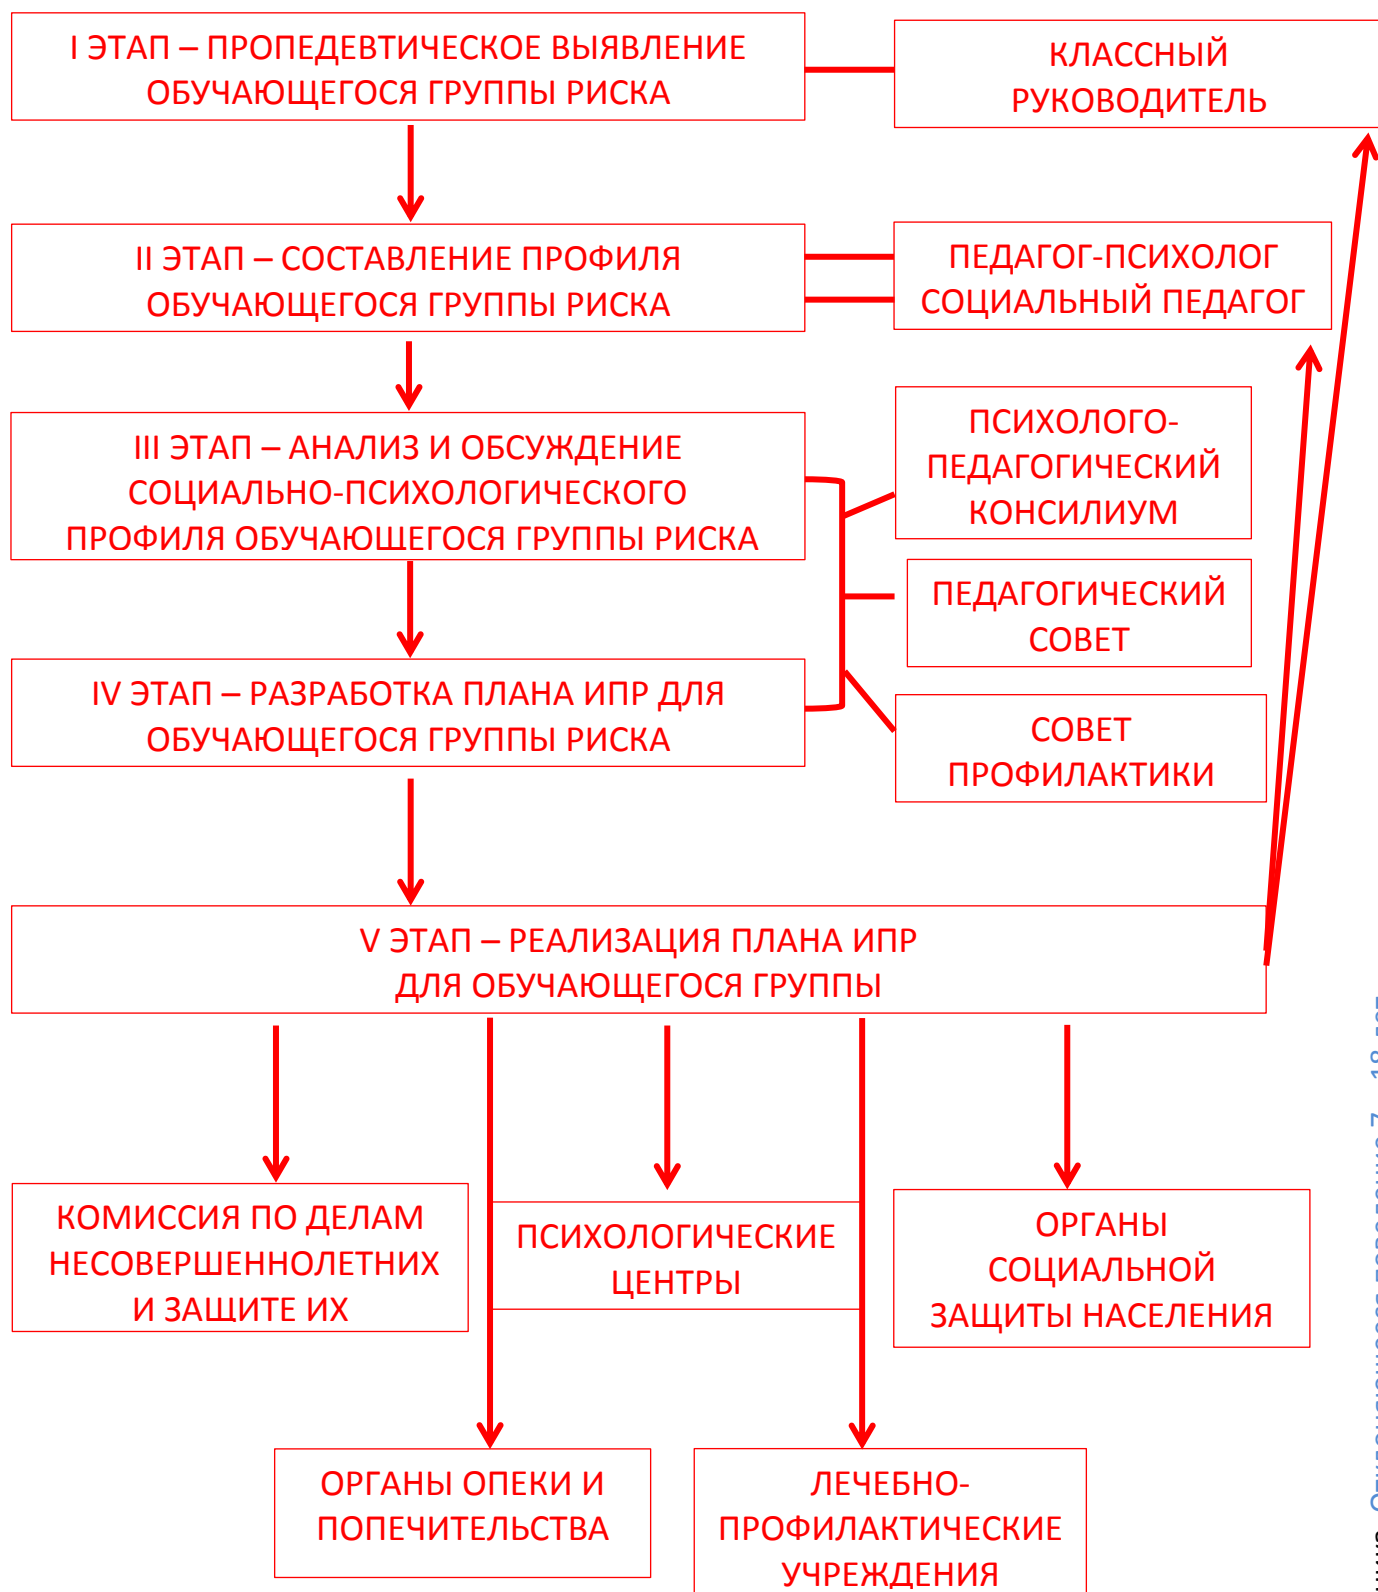 I ЭТАП – ПРОПЕДЕВТИЧЕСКОЕ ВЫЯВЛЕНИЕ
ОБУЧАЮЩЕГОСЯ ГРУППЫ РИСКА
КЛАССНЫЙ
РУКОВОДИТЕЛЬ
II ЭТАП – СОСТАВЛЕНИЕ ПРОФИЛЯ
ОБУЧАЮЩЕГОСЯ ГРУППЫ РИСКА
ПЕДАГОГ-ПСИХОЛОГ
СОЦИАЛЬНЫЙ ПЕДАГОГ
III ЭТАП – АНАЛИЗ И ОБСУЖДЕНИЕ
СОЦИАЛЬНО-ПСИХОЛОГИЧЕСКОГО
ПРОФИЛЯ ОБУЧАЮЩЕГОСЯ ГРУППЫ РИСКА
ПСИХОЛОГО-
ПЕДАГОГИЧЕСКИЙ
КОНСИЛИУМ
ПЕДАГОГИЧЕСКИЙ
СОВЕТ
IV ЭТАП – РАЗРАБОТКА ПЛАНА ИПР ДЛЯ
ОБУЧАЮЩЕГОСЯ ГРУППЫ РИСКА
СОВЕТ
ПРОФИЛАКТИКИ
V ЭТАП – РЕАЛИЗАЦИЯ ПЛАНА ИПР
ДЛЯ ОБУЧАЮЩЕГОСЯ ГРУППЫ
КОМИССИЯ ПО ДЕЛАМ
НЕСОВЕРШЕННОЛЕТНИХ
И ЗАЩИТЕ ИХ
ПСИХОЛОГИЧЕСКИЕ
ЦЕНТРЫ
ОРГАНЫ
СОЦИАЛЬНОЙ
ЗАЩИТЫ НАСЕЛЕНИЯ
ОРГАНЫ ОПЕКИ И
ПОПЕЧИТЕЛЬСТВА
ЛЕЧЕБНО-
ПРОФИЛАКТИЧЕСКИЕ
УЧРЕЖДЕНИЯ